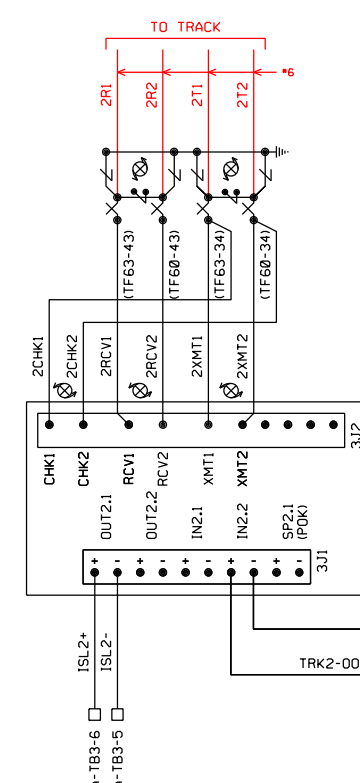 TO TRACK
*6
2R1
2R2
2T1
2T2
(TF63-43)
(TF60-43)
(TF63-34)
(TF60-34)
2CHK1
2CHK2
2RCV1
2RCV2
2XMT1
2XMT2
3J2
CHK1
CHK2
RCV1
RCV2
XMT1
XMT2
OUT2.1
OUT2.2
IN2.1
IN2.2
SP2.1
(POK)
+ - + - + - + - + -
3J1
ISL2+
ISL2-
TRK2-00
-TB3-6
-TB3-5